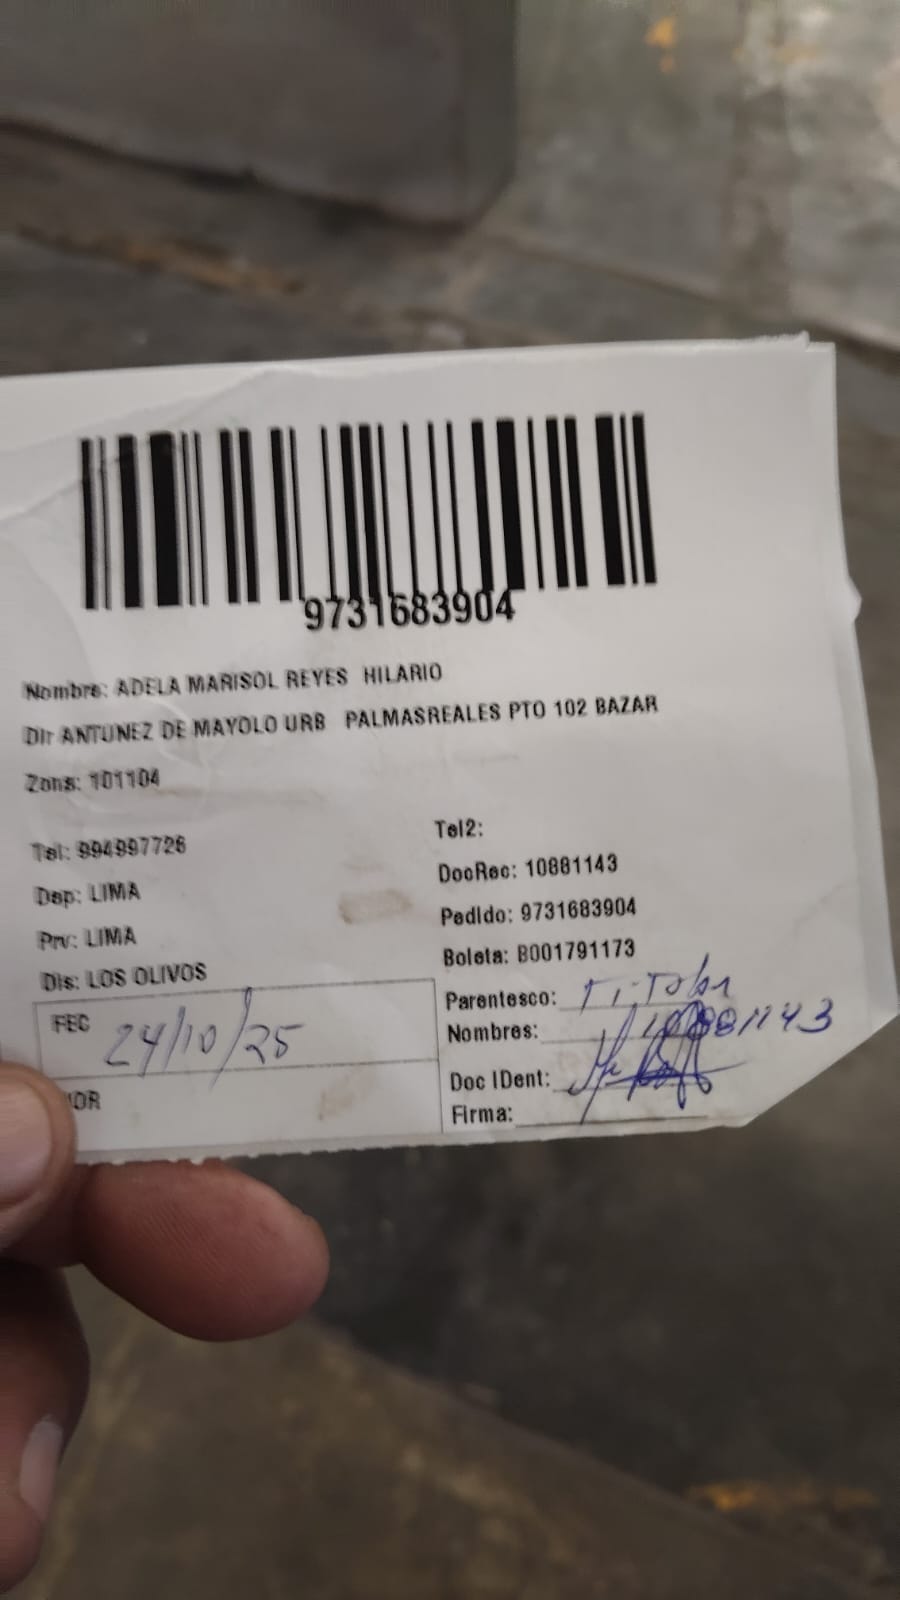 9731683904
Nombre: ADELA MARISOL REYES HILARIO
Dir ANTUNEZ DE MAYOLO URB PALMASREALES PTO 102 BAZAR
Zona: 101104
Tel: 994997726
Tel2:
Dep: LIMA
DocRec: 10881143
Prv: LIMA
Pedido: 9731683904
Dis: LOS OLIVOS
Boleta: B001791173
FEC 24/10/25
Parentesco: Titular
Nombres: 10881143
Doc IDent:
Firma: